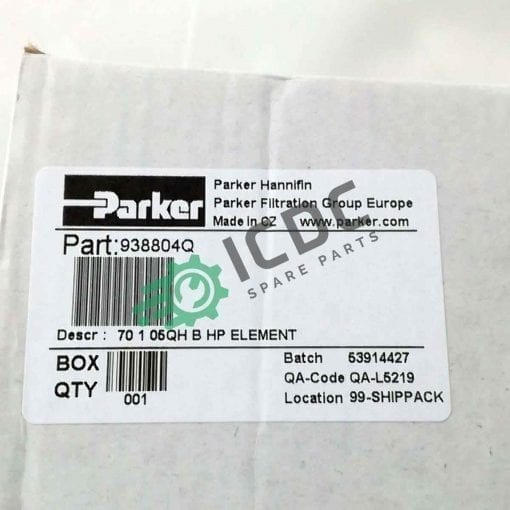 Parker
Parker Hannifin
Parker Filtration Group Europe
Made in CZ www.parker.com
Part:938804Q
ICDC
SPARE PARTS
Descr : 70 1 05QH B HP ELEMENT
BOX
QTY
001
Batch 53914427
QA-Code QA-L5219
Location 99-SHIPPACK